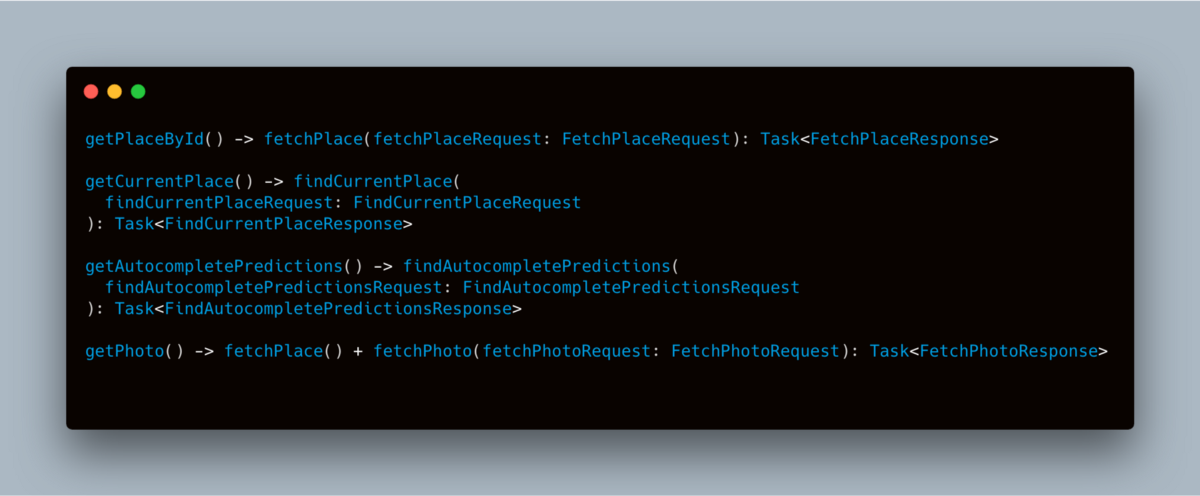 getPlaceById() -> fetchPlace(fetchPlaceRequest: FetchPlaceRequest): Task<FetchPlaceResponse>
getCurrentPlace() -> findCurrentPlace(
  findCurrentPlaceRequest: FindCurrentPlaceRequest
): Task<FindCurrentPlaceResponse>
getAutocompletePredictions() -> findAutocompletePredictions(
  findAutocompletePredictionsRequest: FindAutocompletePredictionsRequest
): Task<FindAutocompletePredictionsResponse>
getPhoto() -> fetchPlace() + fetchPhoto(fetchPhotoRequest: FetchPhotoRequest): Task<FetchPhotoResponse>